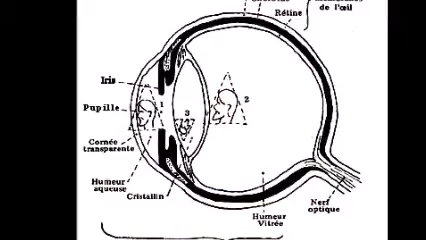 Rétine
de l'œil
Iris
Pupille
1
2
3
Cornée
transparente
Humeur
aqueuse
Cristallin
Humeur
Vitrée
Nerf
optique